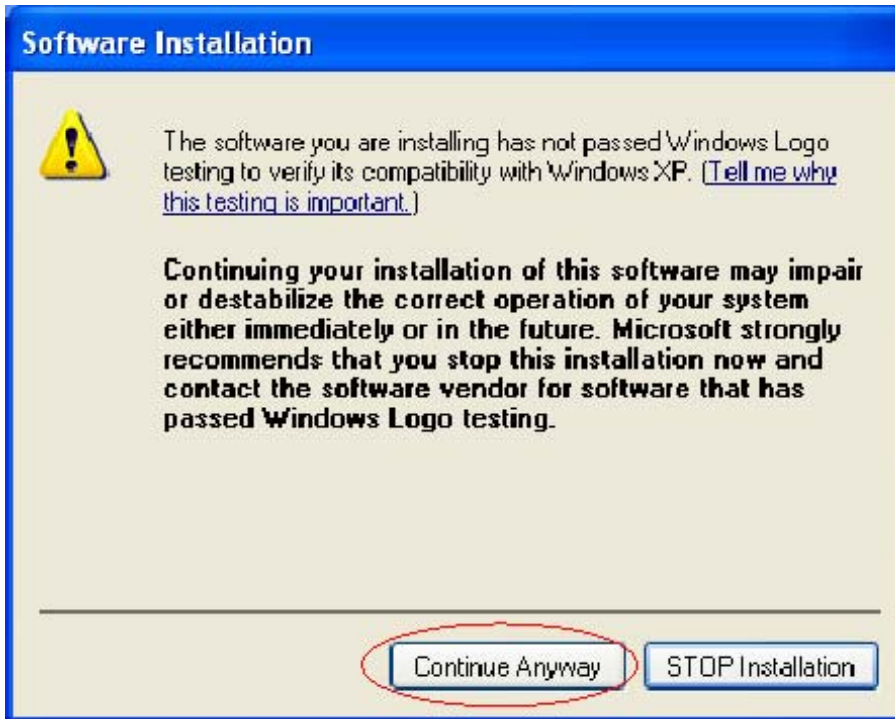 Software Installation
The software you are installing has not passed Windows Logo
testing to verify its compatibility with Windows XP. (Tell me why
this testing is important.)
Continuing your installation of this software may impair
or destabilize the correct operation of your system
either immediately or in the future. Microsoft strongly
recommends that you stop this installation now and
contact the software vendor for software that has
passed Windows Logo testing.
Continue Anyway
STOP Installation